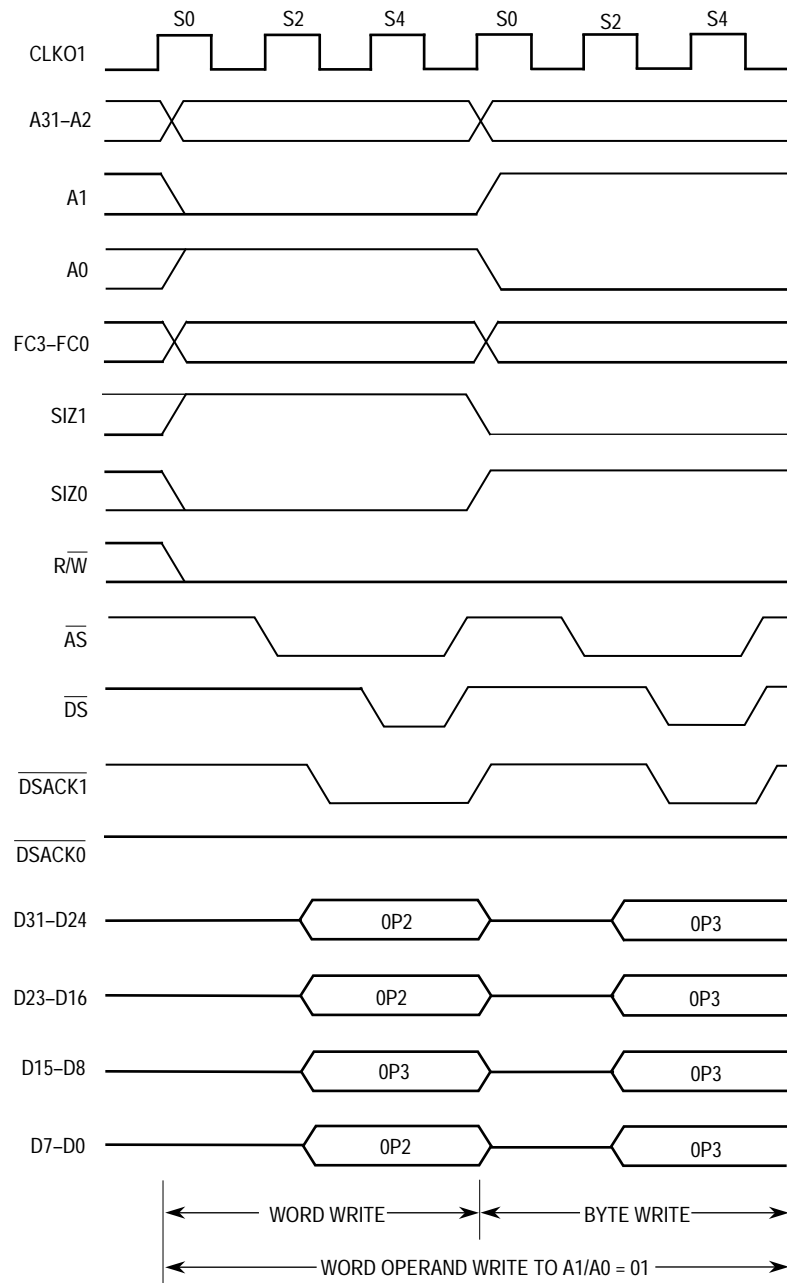 S0 S2 S4 S0 S2 S4
CLKO1
A31–A2
A1
A0
FC3–FC0
SIZ1
SIZ0
R/W
AS
DS
DSACK1
DSACK0
D31–D24 0P2 0P3
D23–D16 0P2 0P3
D15–D8 0P3 0P3
D7–D0 0P2 0P3
WORD WRITE BYTE WRITE
WORD OPERAND WRITE TO A1/A0 = 01